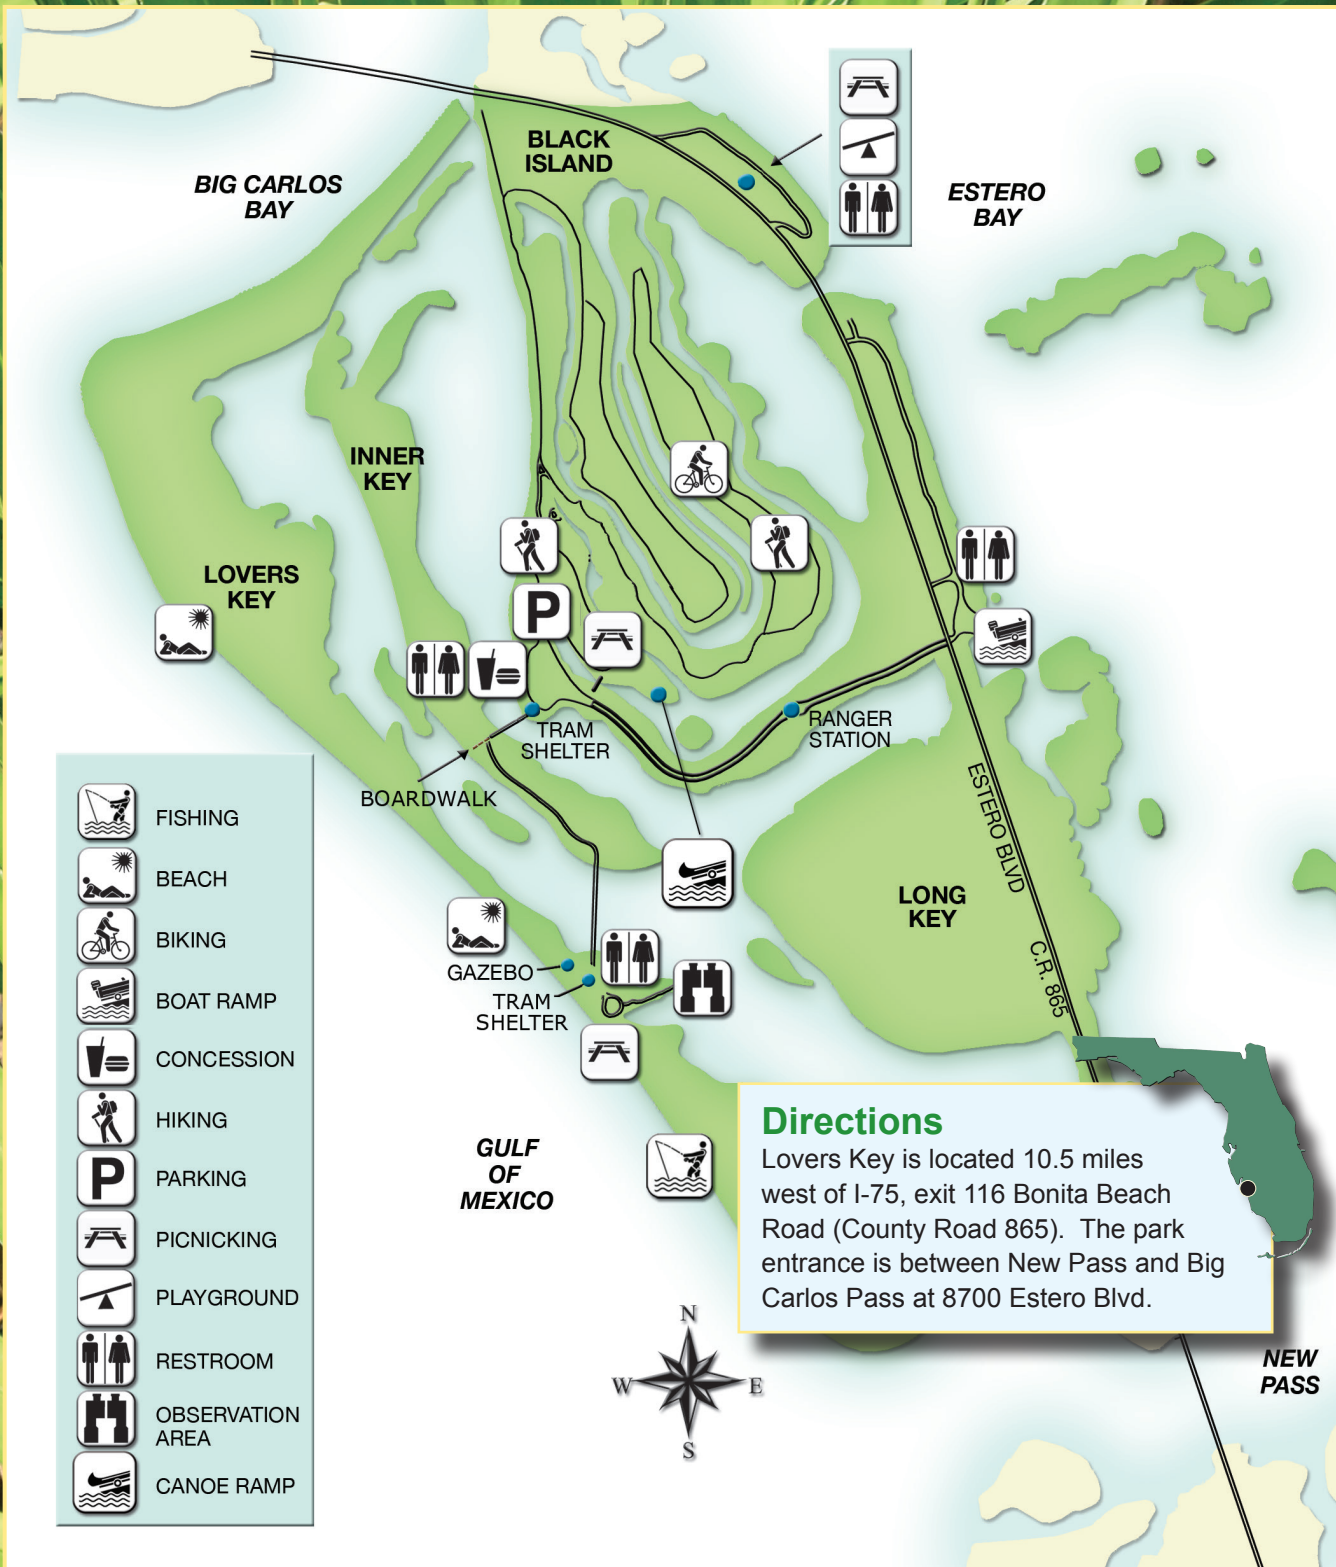 BLACK
ISLAND
BIG CARLOS
BAY
ESTERO
BAY
INNER
KEY
LOVERS
KEY
P
TRAM
SHELTER
RANGER
STATION
BOARDWALK
ESTERO BLVD
LONG
KEY
C.R. 865
GAZEBO
TRAM
SHELTER
GULF
OF
MEXICO
FISHING
BEACH
BIKING
BOAT RAMP
CONCESSION
HIKING
P PARKING
PICNICKING
PLAYGROUND
RESTROOM
OBSERVATION
AREA
CANOE RAMP
Directions
Lovers Key is located 10.5 miles
west of I-75, exit 116 Bonita Beach
Road (County Road 865).  The park
entrance is between New Pass and Big
Carlos Pass at 8700 Estero Blvd.
N
W E
S
NEW
PASS